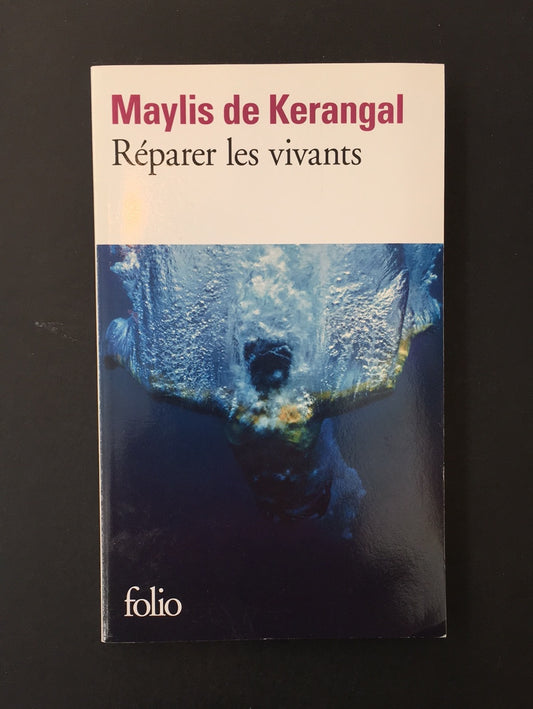 Maylis de Kerangal
Réparer les vivants
folio